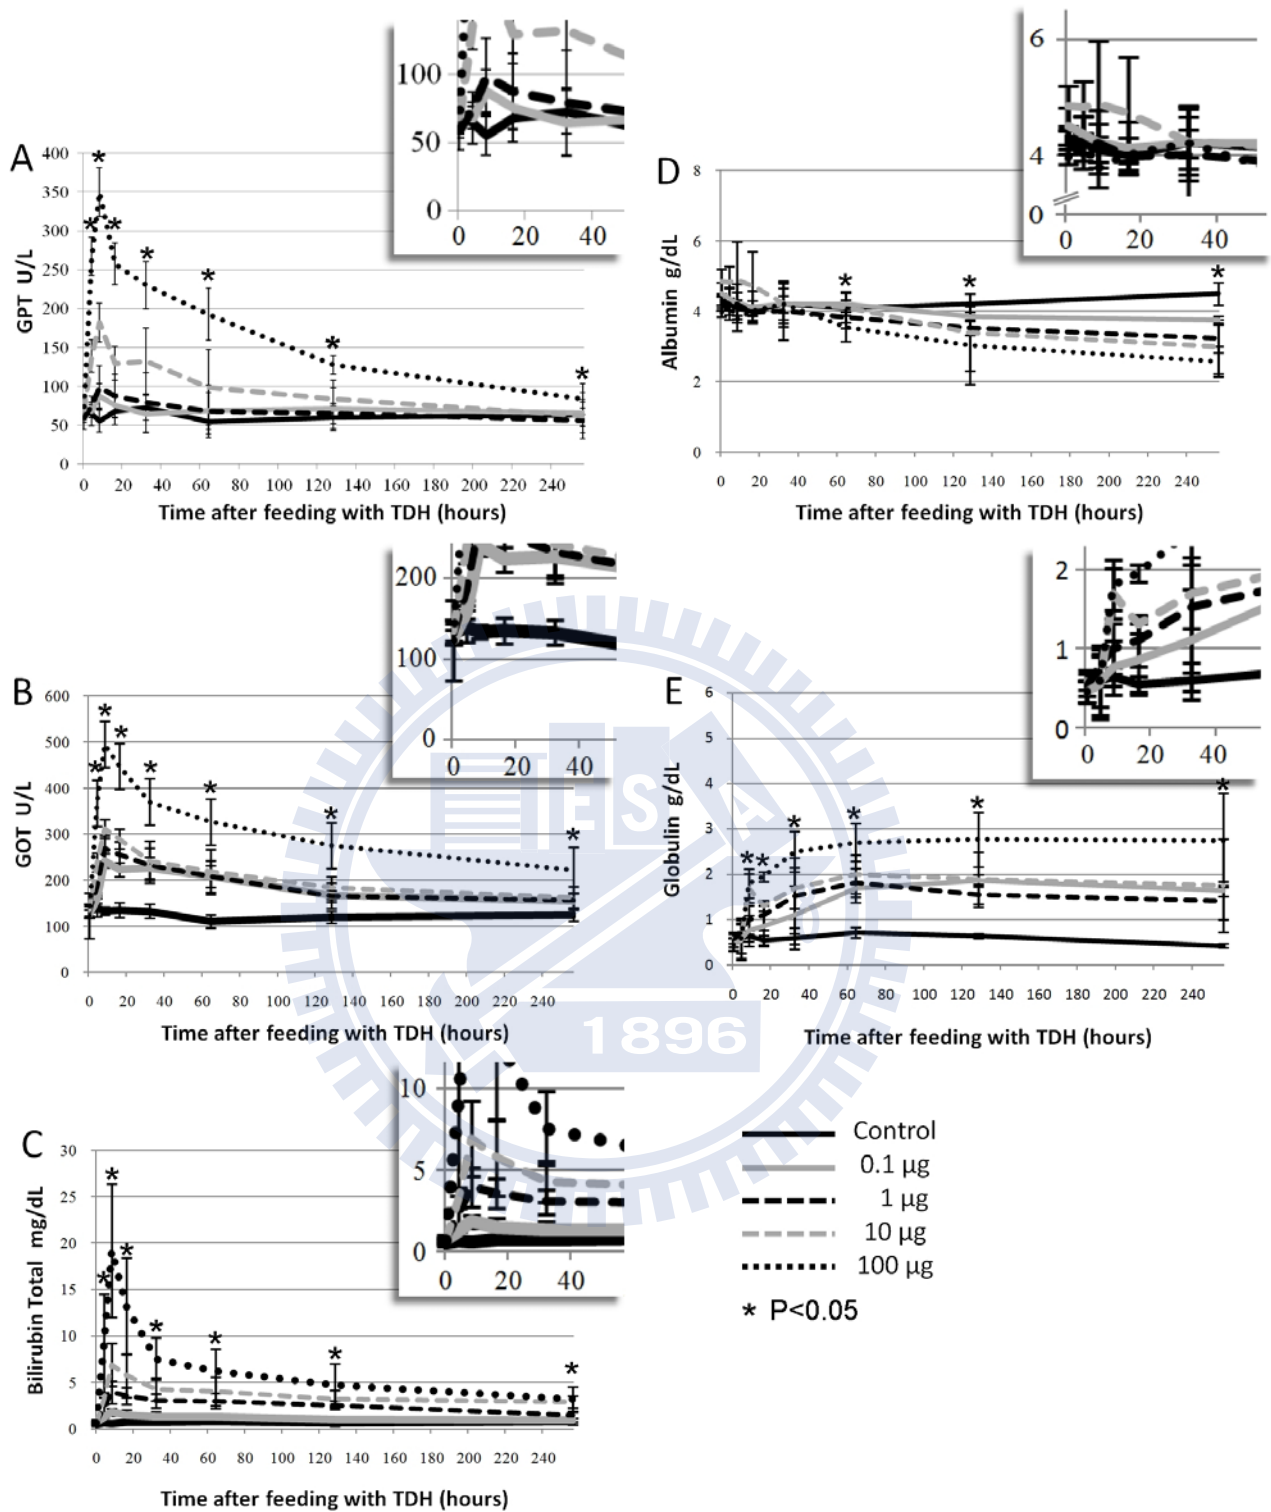 A
GPT U/L
400
350
300
250
200
150
100
50
0
0 20 40 60 80 100 120 140 160 180 200 220 240
Time after feeding with TDH (hours)
* * * * * * *
100
50
0
0 20 40
D
Albumin g/dL
8
6
4
2
0
0 20 40 60 80 100 120 140 160 180 200 220 240
Time after feeding with TDH (hours)
* * *
6
4
0
0 20 40
B
GOT U/L
600
500
400
300
200
100
0
0 20 40 60 80 100 120 140 160 180 200 220 240
Time after feeding with TDH (hours)
* * * * * * *
200
100
0
0 20 40
E
Globulin g/dL
6
5
4
3
2
1
0
0 20 40 60 80 100 120 140 160 180 200 220 240
Time after feeding with TDH (hours)
* * * * * *
2
1
0
0 20 40
ESA
1896
C
Bilirubin Total mg/dL
30
25
20
15
10
5
0
0 20 40 60 80 100 120 140 160 180 200 220 240
Time after feeding with TDH (hours)
* * * * * * *
10
5
0
0 20 40
Control
0.1 µg
1 µg
10 µg
100 µg
* P<0.05